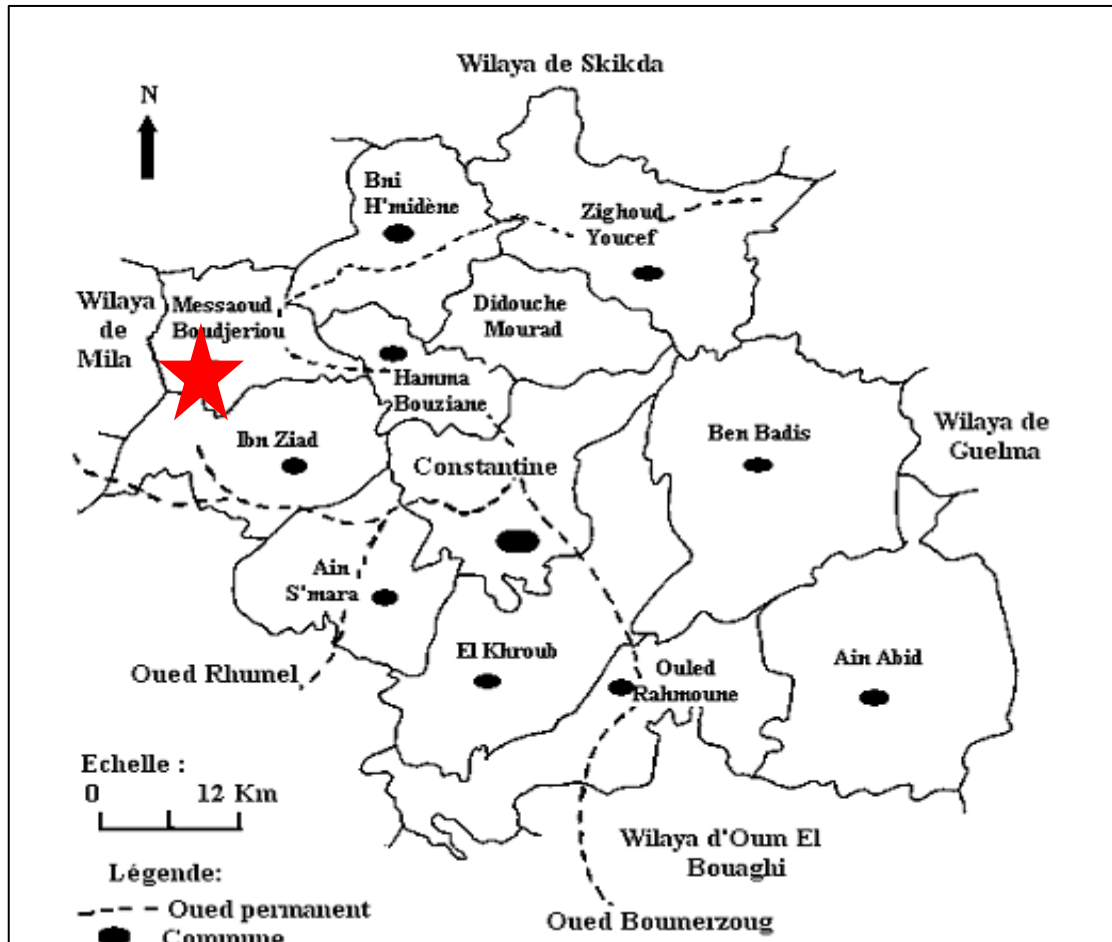 Wilaya de Skikda
N
Bni
H'midène
Zighoud
Youcef
Wilaya
de
Mila
Messaoud
Boudjeriou
Didouche
Mourad
Hamma
Bouziane
Ibn Ziad
Constantine
Ben Badis
Wilaya de
Guelma
Ain
S'mara
Oued Rhumel
El Khroub
Ouled
Rahmoune
Ain Abid
Echelle :
0 12 Km
Wilaya d'Oum El
Bouaghi
Légende:
Oued permanent
Commune
Oued Boumerzoug